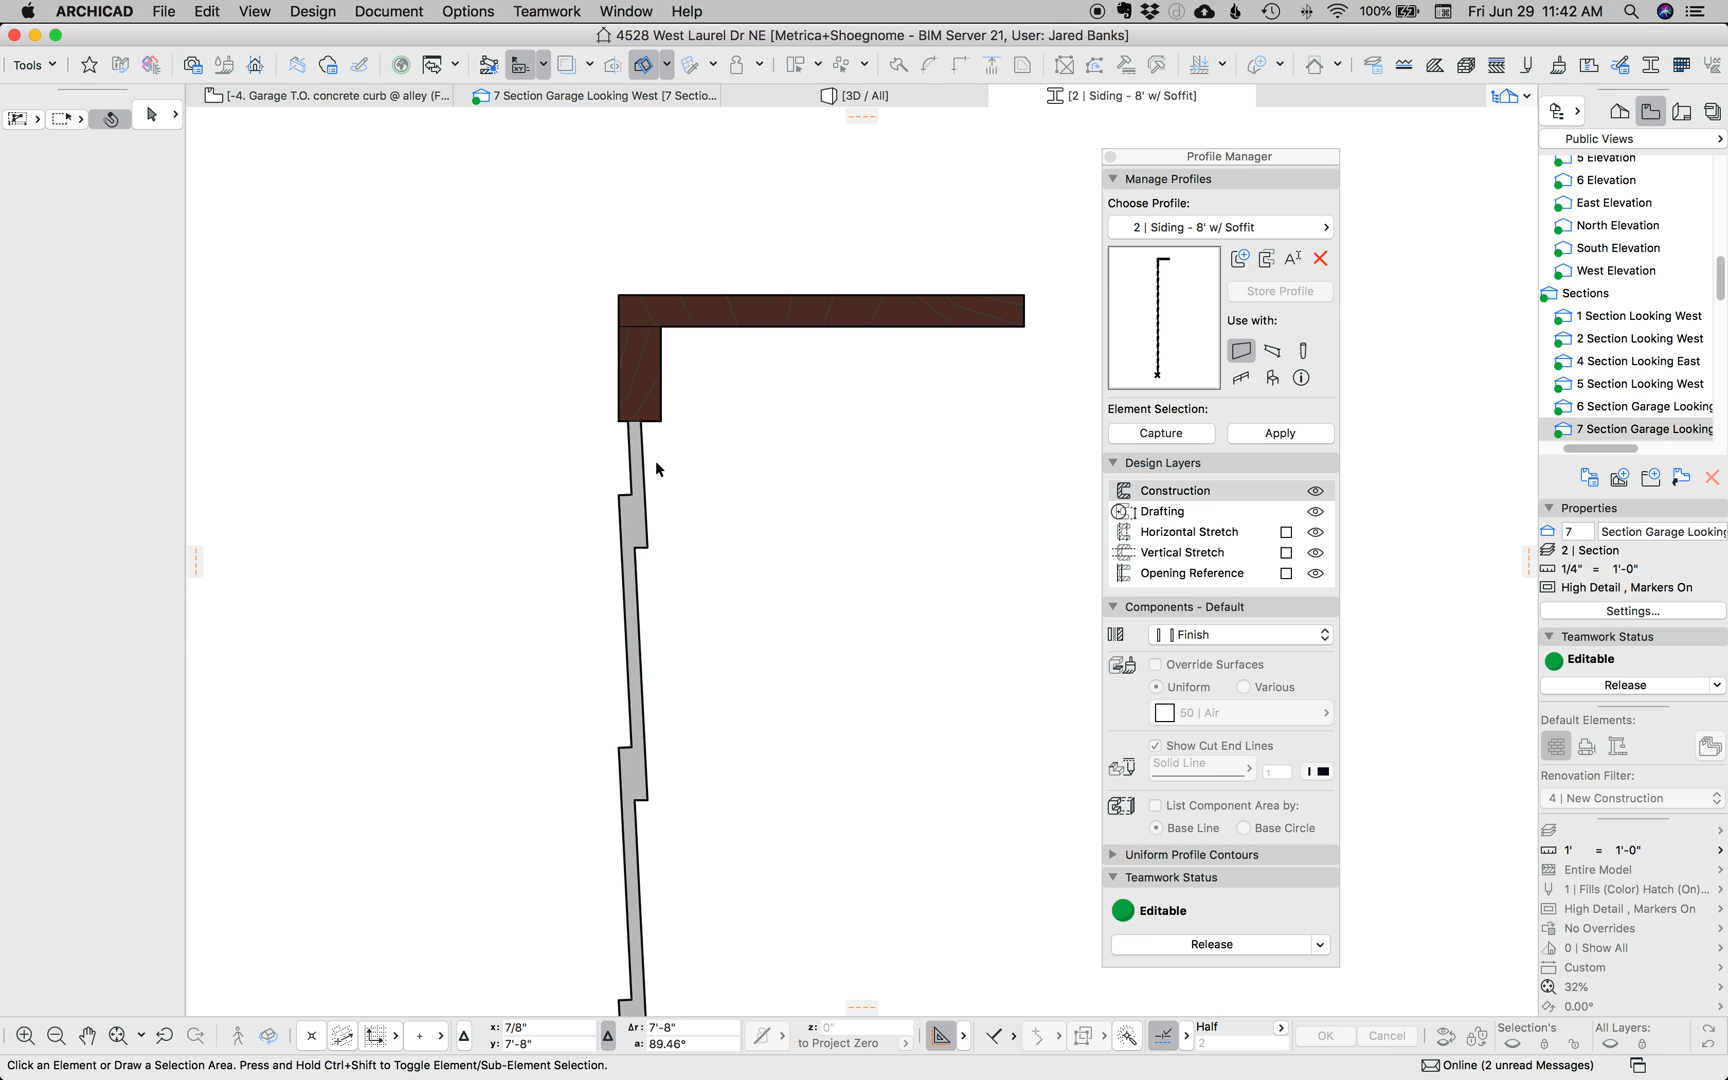 ARCHICAD File Edit View Design Document Options Teamwork Window Help 100% Fri Jun 29 11:42 AM
4528 West Laurel Dr NE [Metrica+Shoegnome - BIM Server 21, User: Jared Banks]
Tools
[-4. Garage T.O. concrete curb @ alley (F... 7 Section Garage Looking West [7 Sectio... [3D / All] [2 | Siding - 8' w/ Soffit]
Profile Manager
Manage Profiles
Choose Profile:
2 | Siding - 8' w/ Soffit
Store Profile
Use with:
Element Selection:
Capture Apply
Design Layers
Construction
Drafting
Horizontal Stretch
Vertical Stretch
Opening Reference
Components - Default
Finish
Override Surfaces
Uniform Various
50 | Air
Show Cut End Lines
Solid Line 1
List Component Area by:
Base Line Base Circle
Uniform Profile Contours
Teamwork Status
Editable
Release
Public Views
5 Elevation
6 Elevation
East Elevation
North Elevation
South Elevation
West Elevation
Sections
1 Section Looking West
2 Section Looking West
4 Section Looking East
5 Section Looking West
6 Section Garage Looking
7 Section Garage Looking
Properties
7 Section Garage Looking
2 | Section
1/4" = 1'-0"
High Detail , Markers On
Settings...
Teamwork Status
Editable
Release
Default Elements:
Renovation Filter:
4 | New Construction
1' = 1'-0"
Entire Model
1 | Fills (Color) Hatch (On)...
High Detail , Markers On
No Overrides
0 | Show All
Custom
32%
0.00°
x: 7/8"
y: 7'-8"
Δr: 7'-8"
a: 89.46°
z: 0"
to Project Zero
Half
2
OK Cancel
Selection's
All Layers:
Click an Element or Draw a Selection Area. Press and Hold Ctrl+Shift to Toggle Element/Sub-Element Selection.
Online (2 unread Messages)